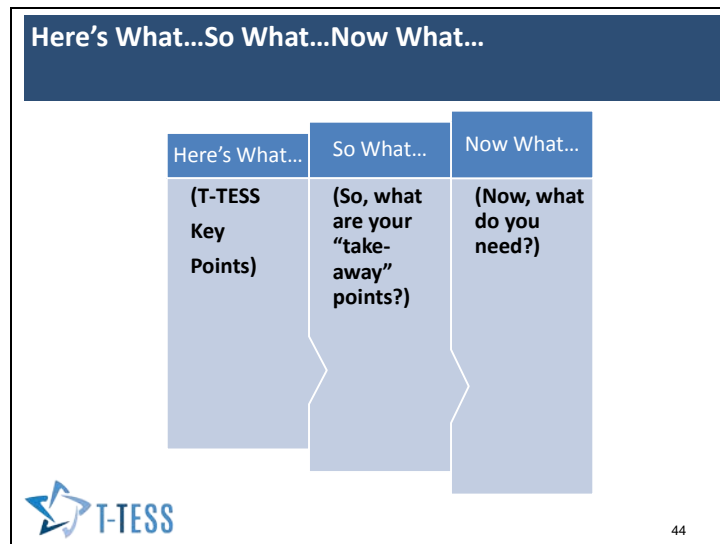 Here’s What…So What…Now What…
Here’s What…
(T-TESS
Key
Points)
So What…
(So, what
are your
“take-
away”
points?)
Now What…
(Now, what
do you
need?)
T-TESS
44